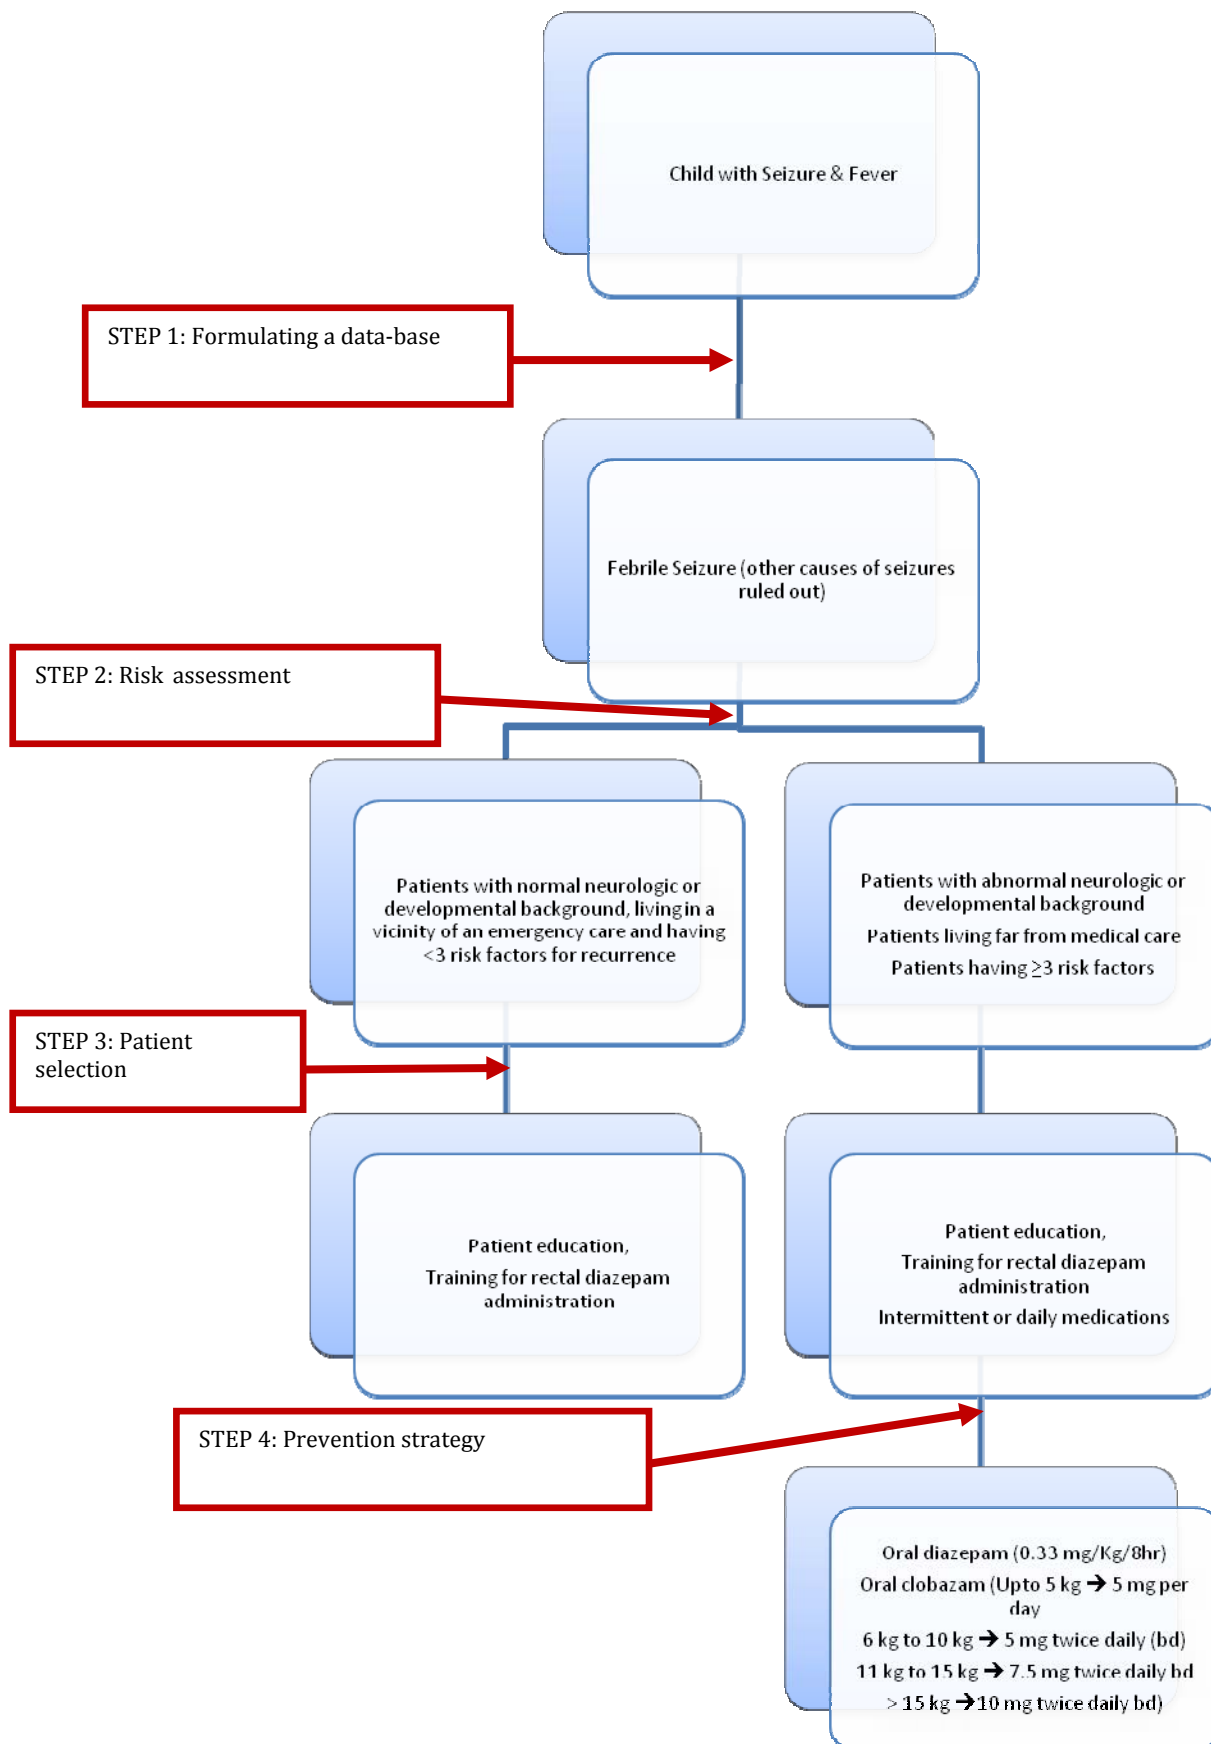 Child with Seizure & Fever
STEP 1: Formulating a data-base
Febrile Seizure (other causes of seizures
ruled out)
STEP 2: Risk assessment
Patients with normal neurologic or
developmental background, living in a
vicinity of an emergency care and having
<3 risk factors for recurrence
Patients with abnormal neurologic or
developmental background
Patients living far from medical care
Patients having ≥3 risk factors
STEP 3: Patient
selection
Patient education,
Training for rectal diazepam
administration
Patient education,
Training for rectal diazepam
administration
Intermittent or daily medications
STEP 4: Prevention strategy
Oral diazepam (0.33 mg/Kg/8hr)
Oral clobazam (Upto 5 kg ➔ 5 mg per
day
6 kg to 10 kg ➔ 5 mg twice daily (bd)
11 kg to 15 kg ➔ 7.5 mg twice daily bd
> 15 kg ➔10 mg twice daily bd)